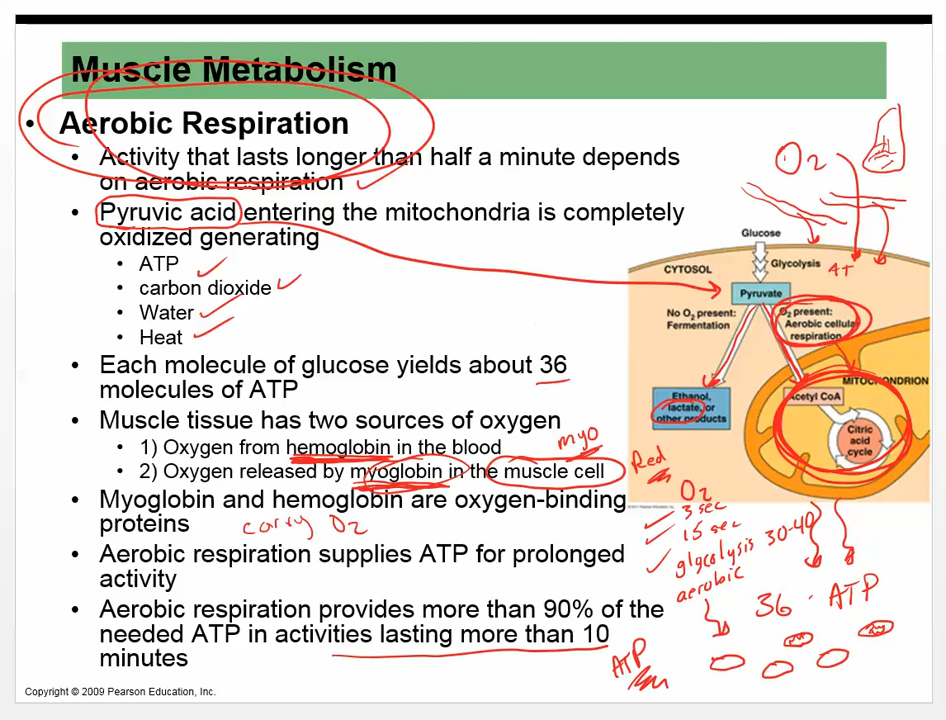 Muscle Metabolism
• Aerobic Respiration
• Activity that lasts longer than half a minute depends
on aerobic respiration
• Pyruvic acid entering the mitochondria is completely
oxidized generating
• ATP
• carbon dioxide
• Water
• Heat
• Each molecule of glucose yields about 36
molecules of ATP
• Muscle tissue has two sources of oxygen
• 1) Oxygen from hemoglobin in the blood
• 2) Oxygen released by myoglobin in the muscle cell
• Myoglobin and hemoglobin are oxygen-binding
proteins
carry O2
• Aerobic respiration supplies ATP for prolonged
activity
• Aerobic respiration provides more than 90% of the
needed ATP in activities lasting more than 10
minutes
O2
Glucose
CYTOSOL
Glycolysis
Pyruvate
No O2 present:
Fermentation
O2 present:
Aerobic cellular
respiration
MITOCHONDRION
Ethanol,
lactate, or
other products
Acetyl CoA
Citric
acid
cycle
myo
Red
O2
3 sec
15 sec
glycolysis 30-40
aerobic
36 ATP
ATP
Copyright © 2009 Pearson Education, Inc.